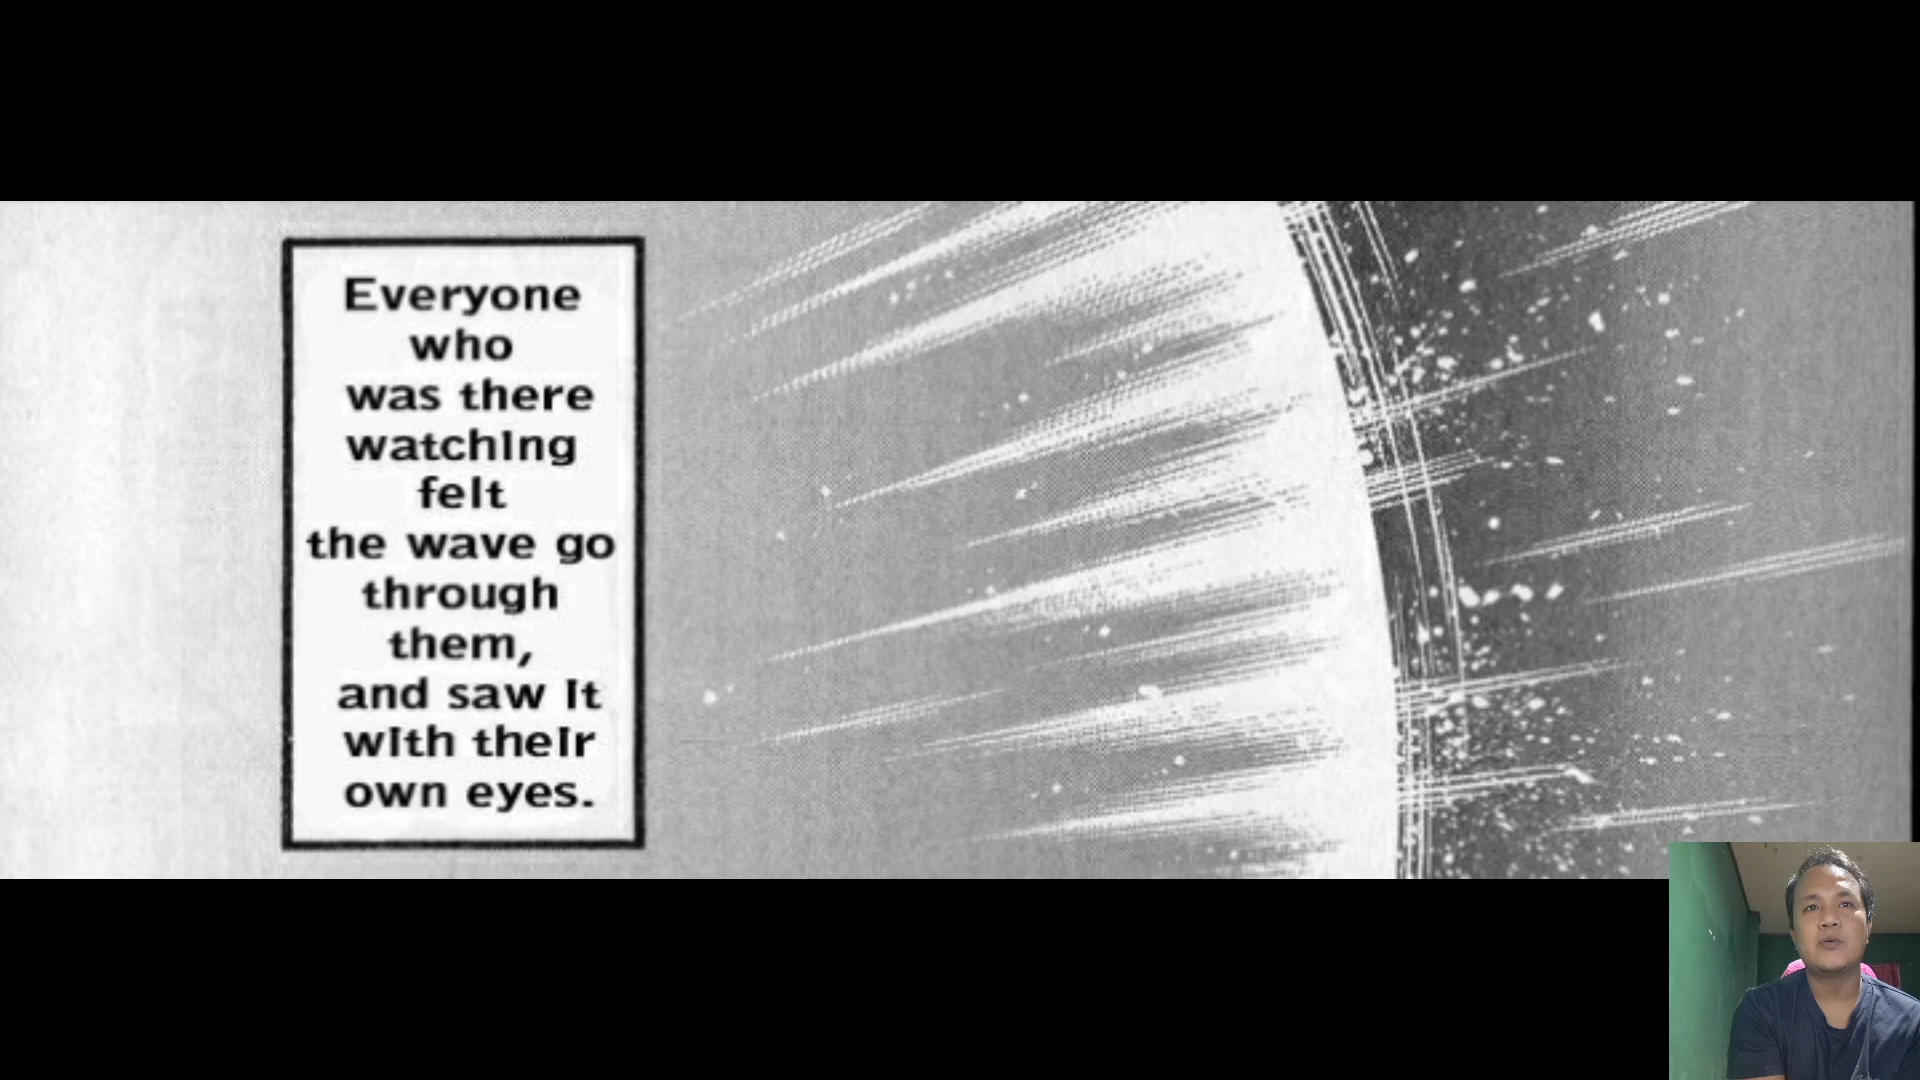 Everyone
who
was there
watching
felt
the wave go
through
them,
and saw it
with their
own eyes.